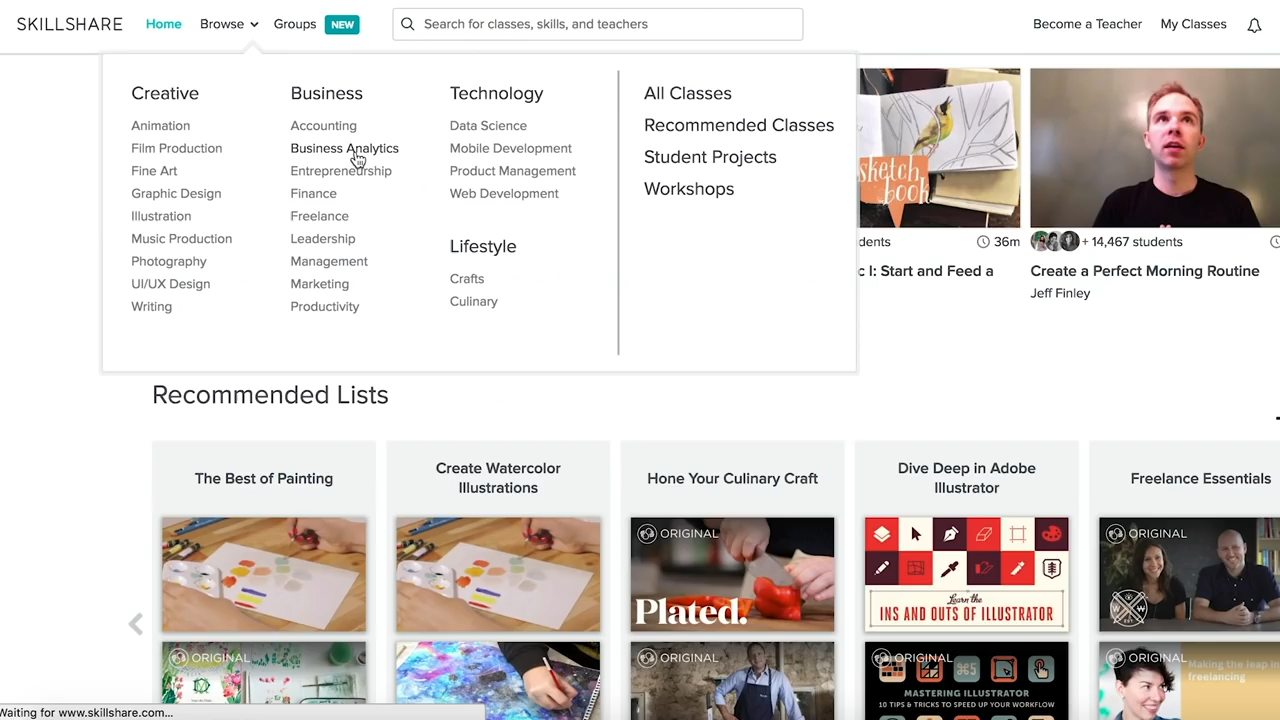 SKILLSHARE
Home
Browse
Groups
NEW
Search for classes, skills, and teachers
Become a Teacher
My Classes
Creative
Animation
Film Production
Fine Art
Graphic Design
Illustration
Music Production
Photography
UI/UX Design
Writing
Business
Accounting
Business Analytics
Entrepreneurship
Finance
Freelance
Leadership
Management
Marketing
Productivity
Technology
Data Science
Mobile Development
Product Management
Web Development
Lifestyle
Crafts
Culinary
All Classes
Recommended Classes
Student Projects
Workshops
sketch
book
dents
36m
c I: Start and Feed a
+ 14,467 students
Create a Perfect Morning Routine
Jeff Finley
Recommended Lists
The Best of Painting
ORIGINAL
Create Watercolor
Illustrations
Hone Your Culinary Craft
ORIGINAL
Plated.
ORIGINAL
Dive Deep in Adobe
Illustrator
Learn the
INS AND OUTS OF ILLUSTRATOR
ORIGINAL
⌘5
MASTERING ILLUSTRATOR
10 TIPS & TRICKS TO SPEED UP YOUR WORKFLOW
Freelance Essentials
ORIGINAL
EST.
ORIGINAL
Making the leap in
freelancing
Waiting for www.skillshare.com...